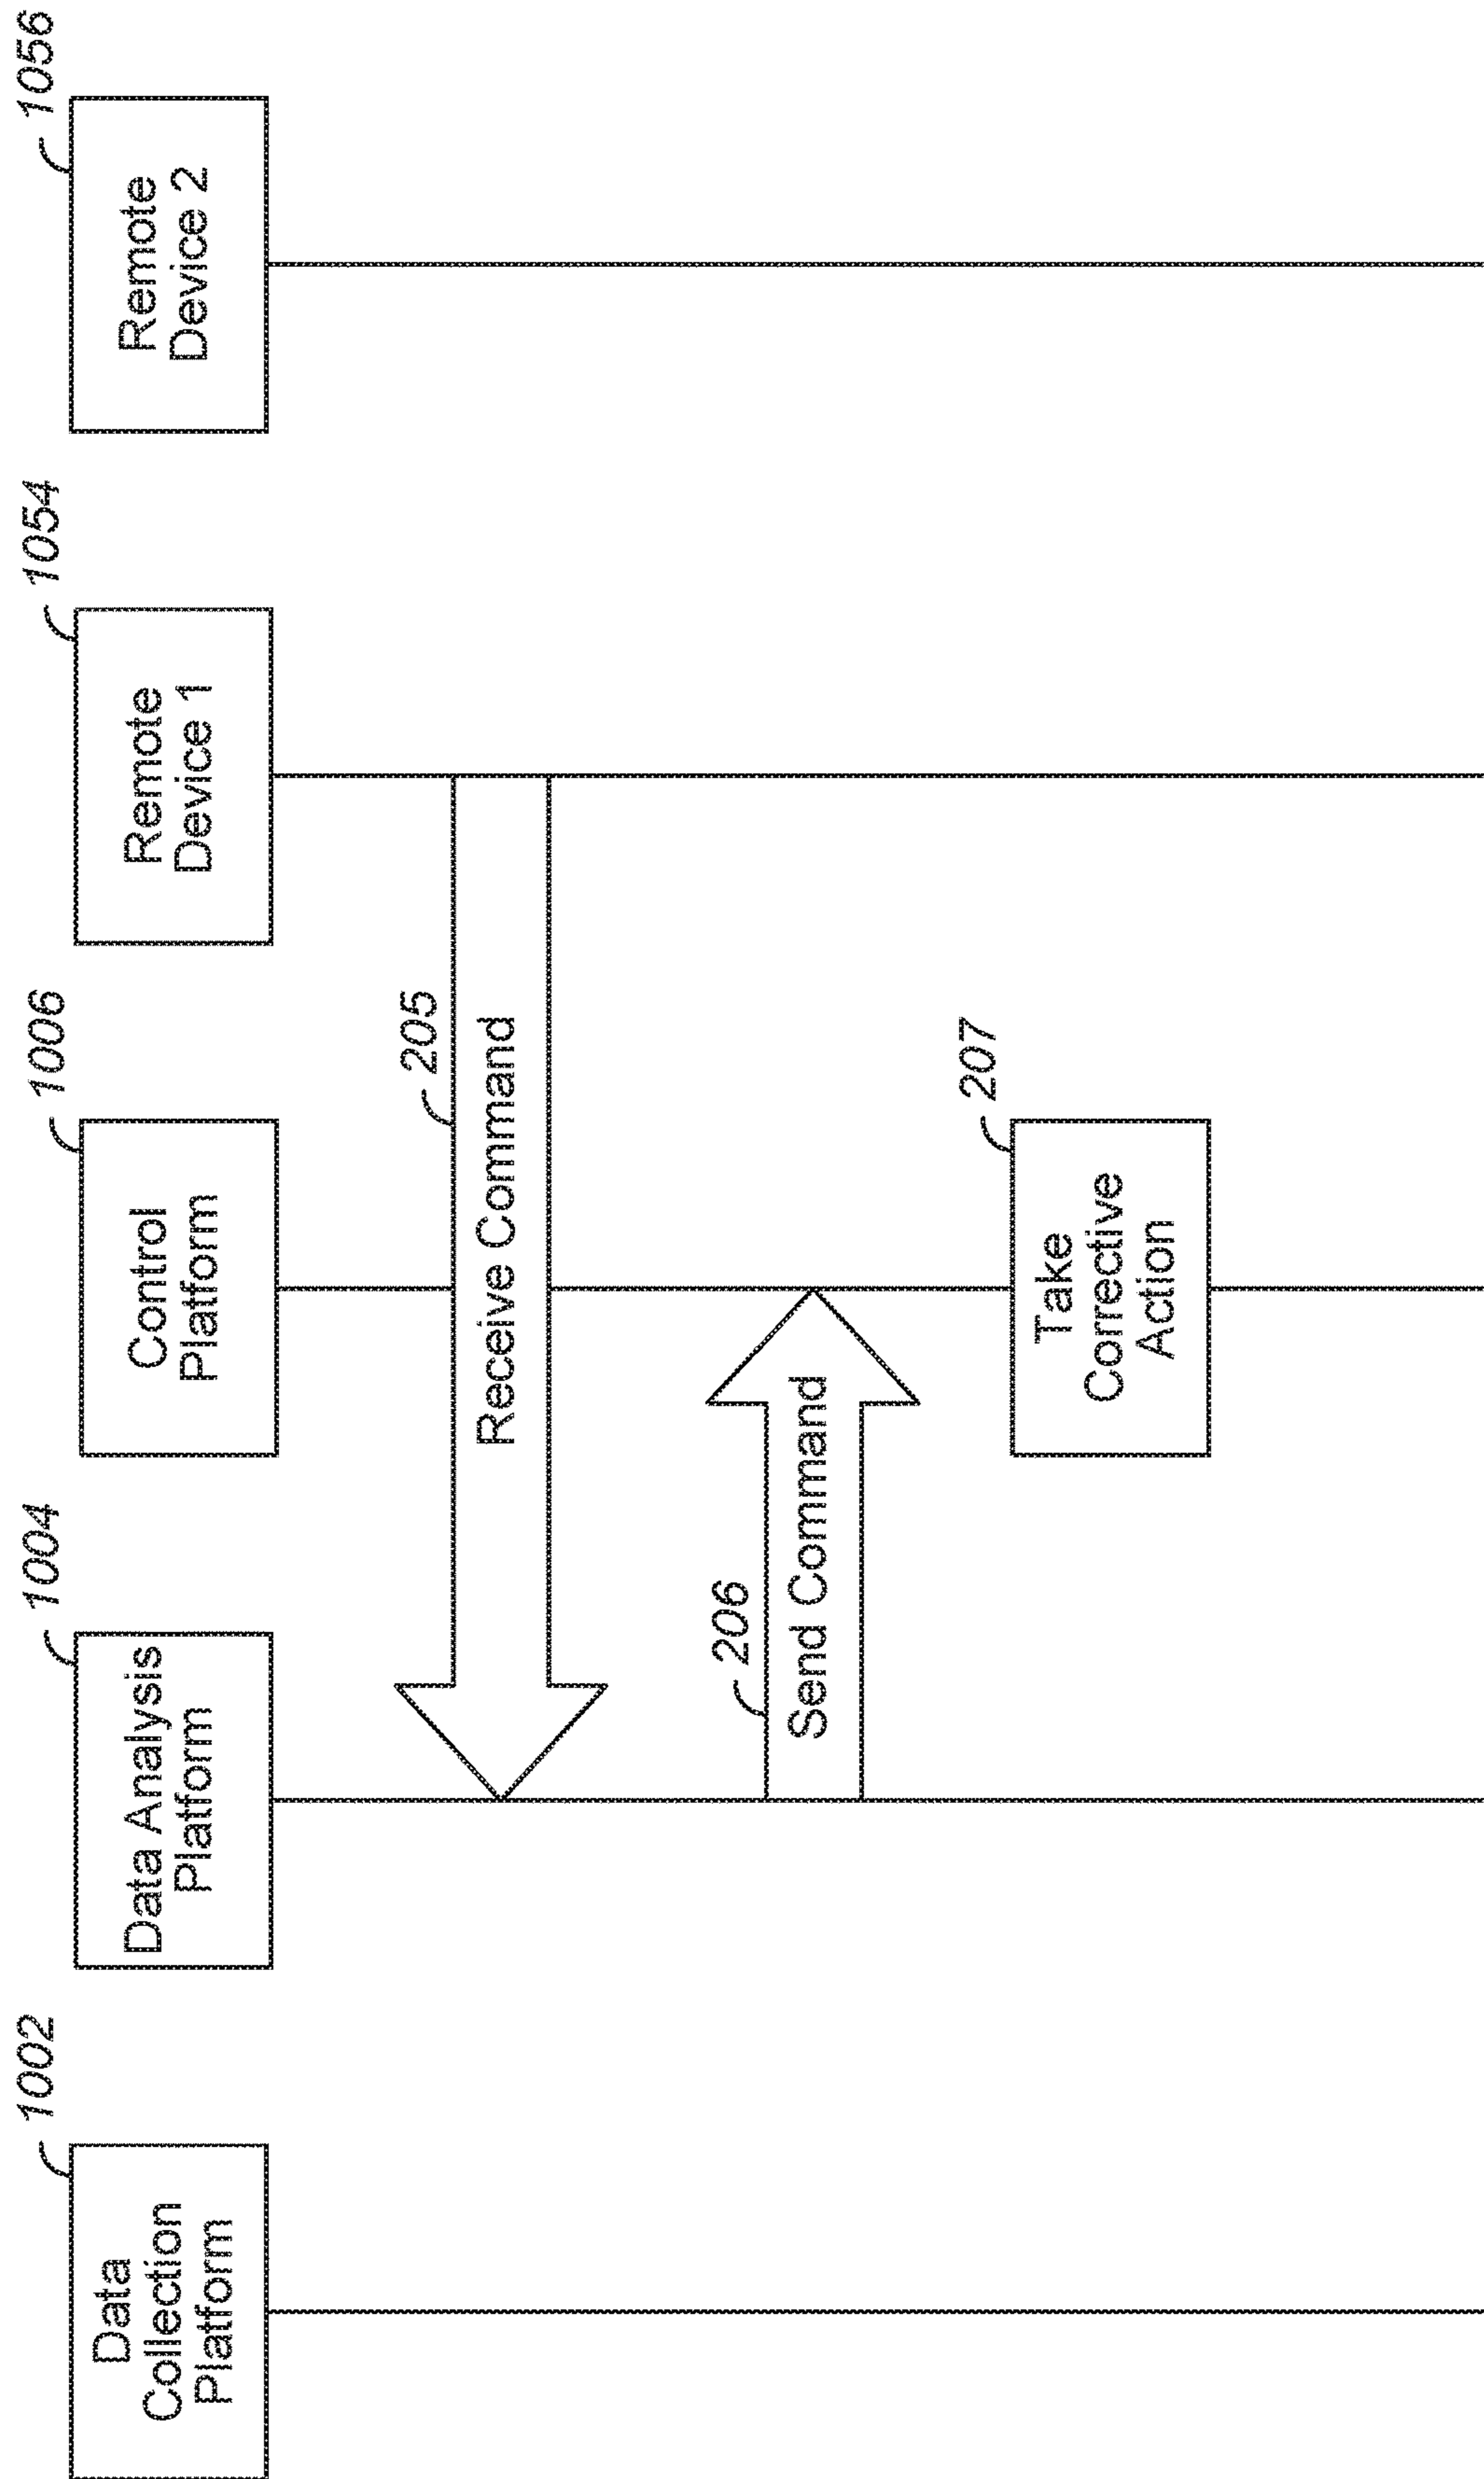 1002
Data
Collection
Platform
1004
Data Analysis
Platform
1006
Control
Platform
1054
Remote
Device 1
1056
Remote
Device 2
205
Receive Command
206
Send Command
207
Take
Corrective
Action